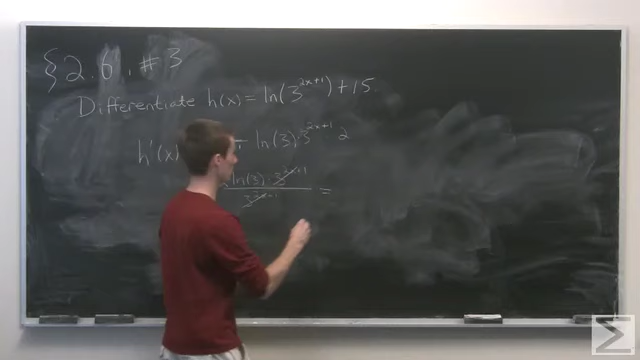 § 2.6, #3
Differentiate h(x) = ln(3^{2x+1}) + 15.
h'(x) ln(3)·3^{2x+1} 2
ln(3)·3^{2x+1} / 3^{2x+1} =
Σ